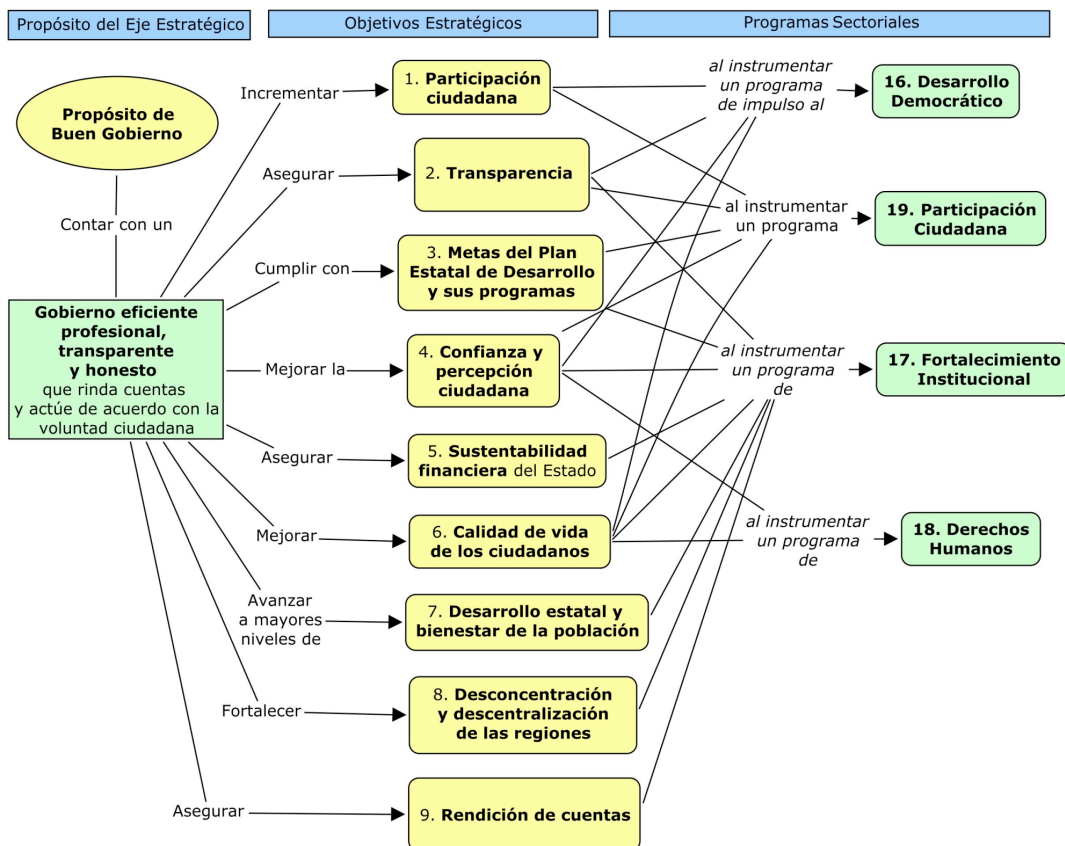 Propósito del Eje Estratégico
Objetivos Estratégicos
Programas Sectoriales
Propósito de
Buen Gobierno
Contar con un
Gobierno eficiente
profesional,
transparente
y honesto
que rinda cuentas
y actúe de acuerdo con la
voluntad ciudadana
Incrementar
Asegurar
Cumplir con
Mejorar la
Asegurar
Mejorar
Avanzar
a mayores
niveles de
Fortalecer
Asegurar
1. Participación
ciudadana
2. Transparencia
3. Metas del Plan
Estatal de Desarrollo
y sus programas
4. Confianza y
percepción
ciudadana
5. Sustentabilidad
financiera del Estado
6. Calidad de vida
de los ciudadanos
7. Desarrollo estatal y
bienestar de la población
8. Desconcentración
y descentralización
de las regiones
9. Rendición de cuentas
al instrumentar
un programa
de impulso al
al instrumentar
un programa
al instrumentar
un programa
de
al instrumentar
un programa
de
16. Desarrollo
Democrático
19. Participación
Ciudadana
17. Fortalecimiento
Institucional
18. Derechos
Humanos